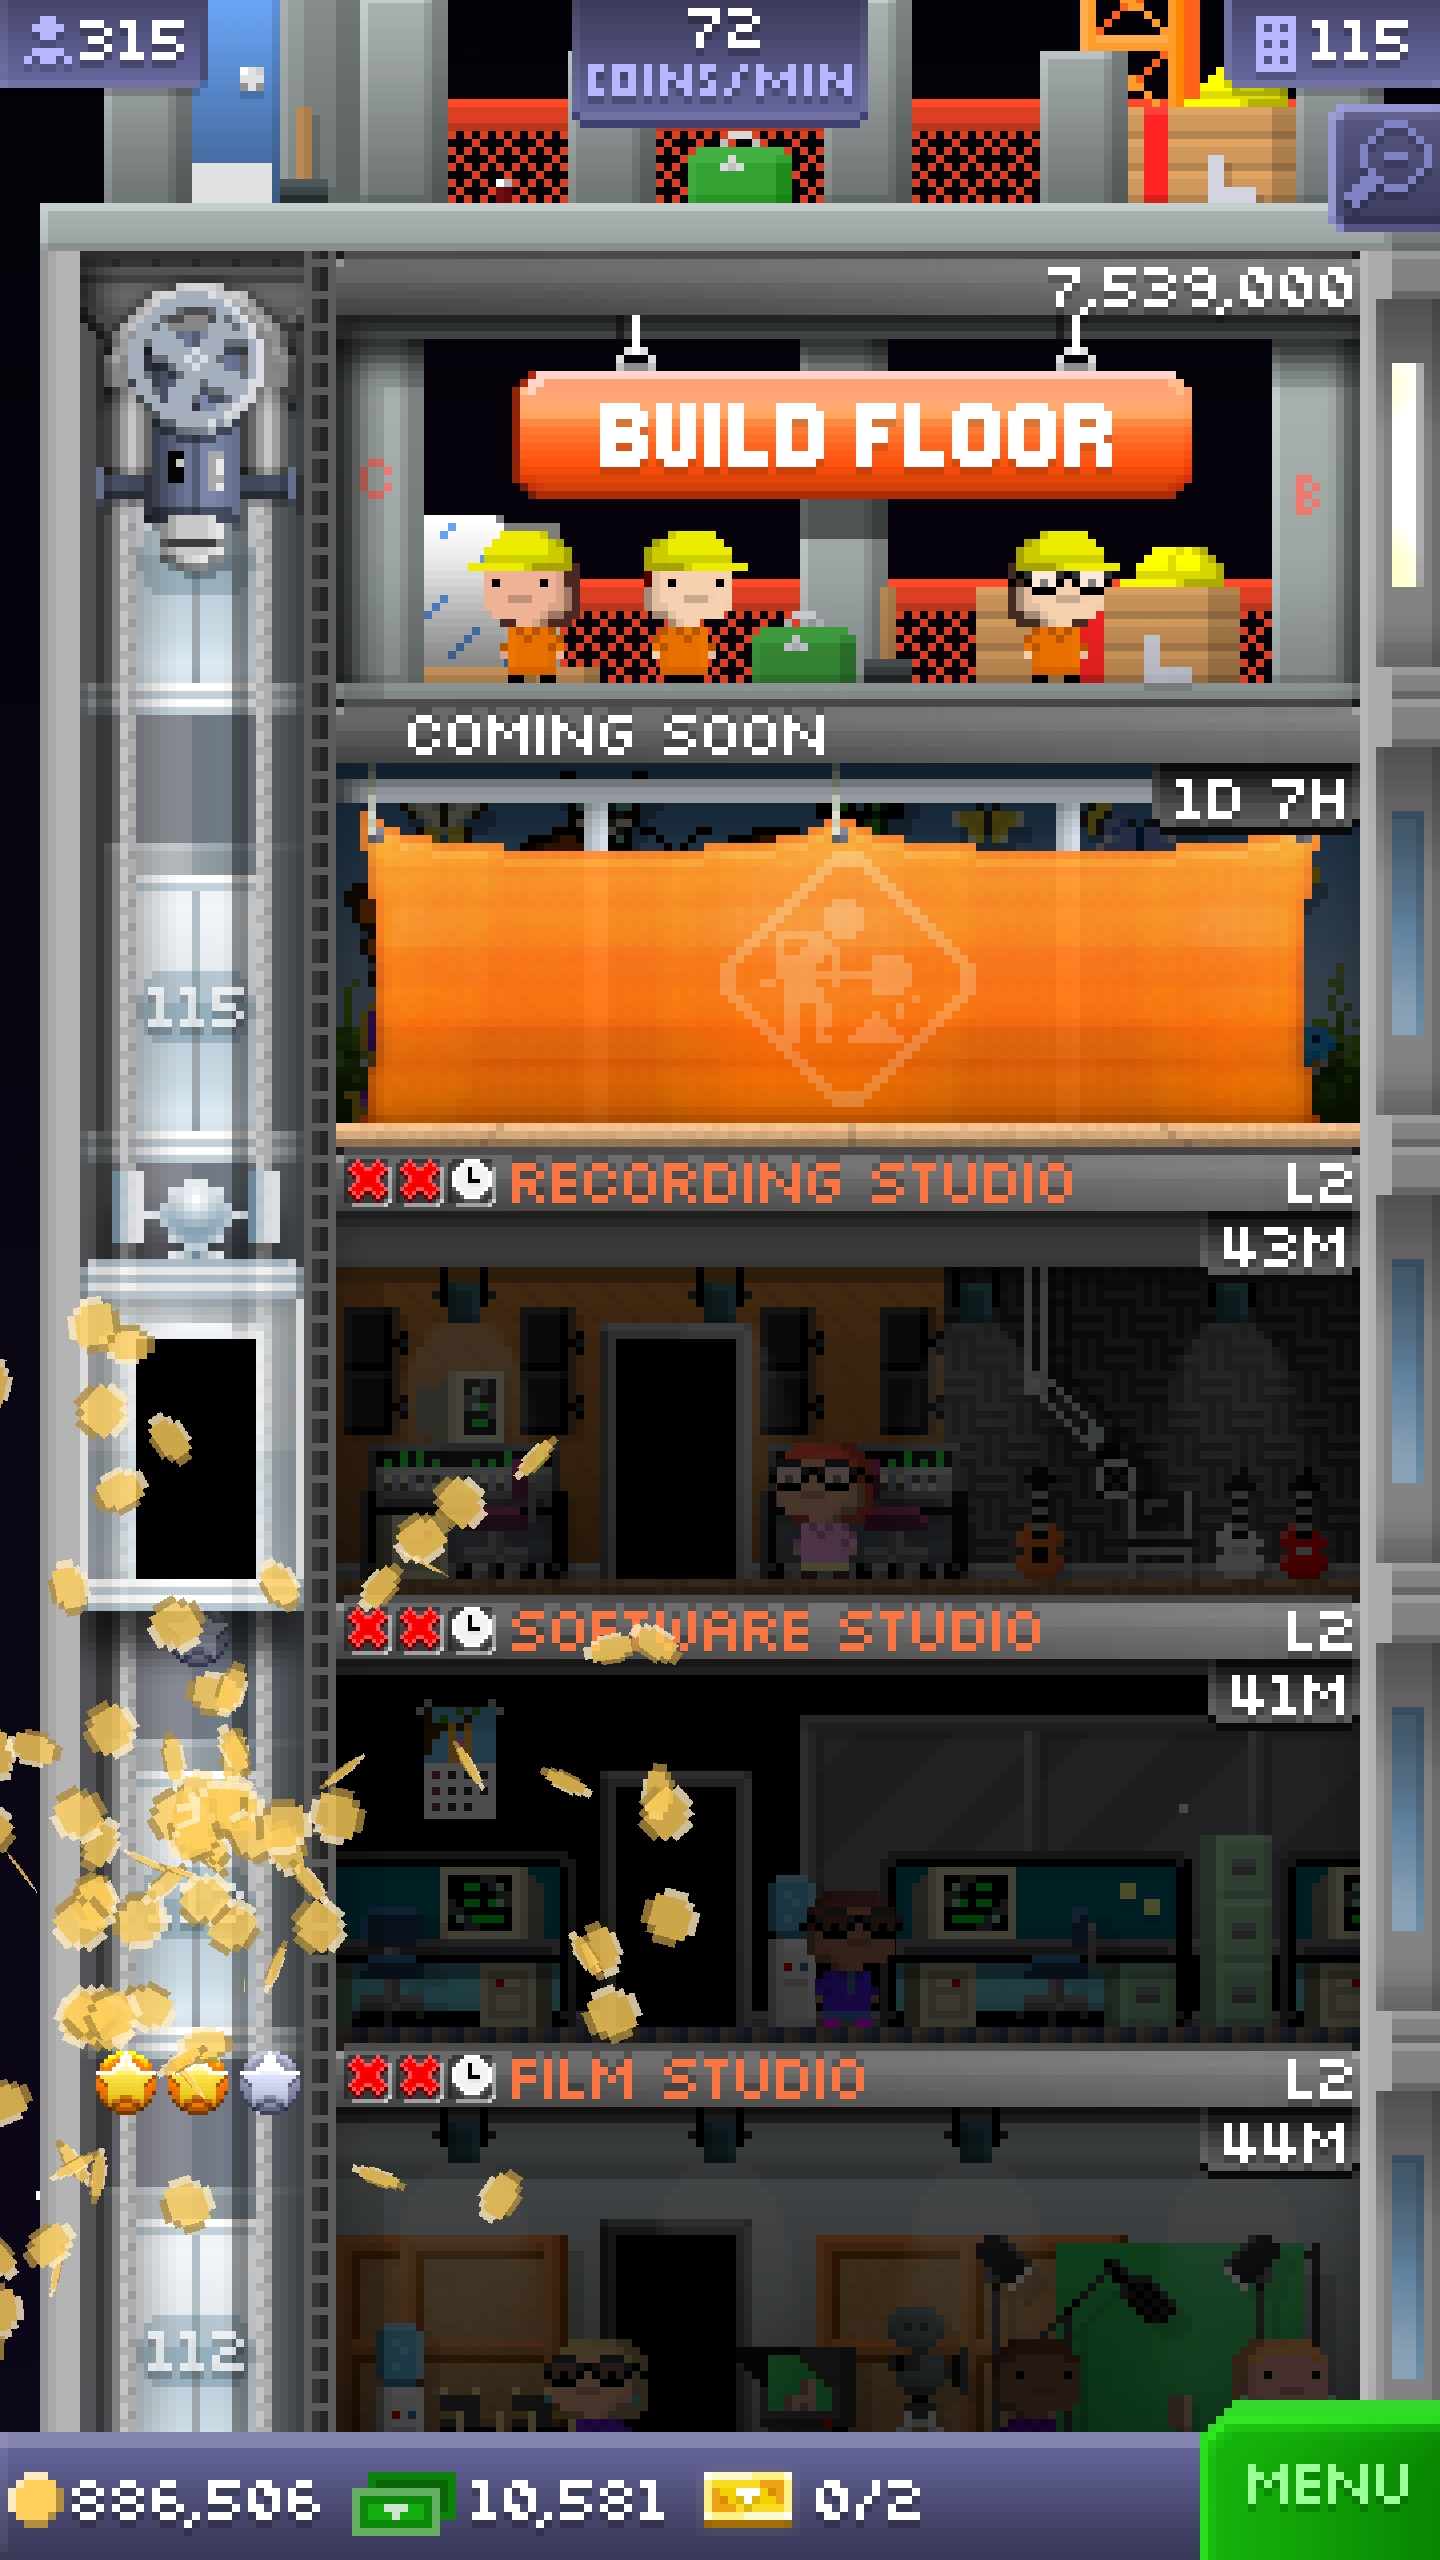 315
72
COINS/MIN
115
7,539,000
BUILD FLOOR
C
B
COMING SOON
1D 7H
115
RECORDING STUDIO L2
43M
SOFTWARE STUDIO L2
41M
FILM STUDIO L2
44M
112
886,506 10,581 0/2
MENU